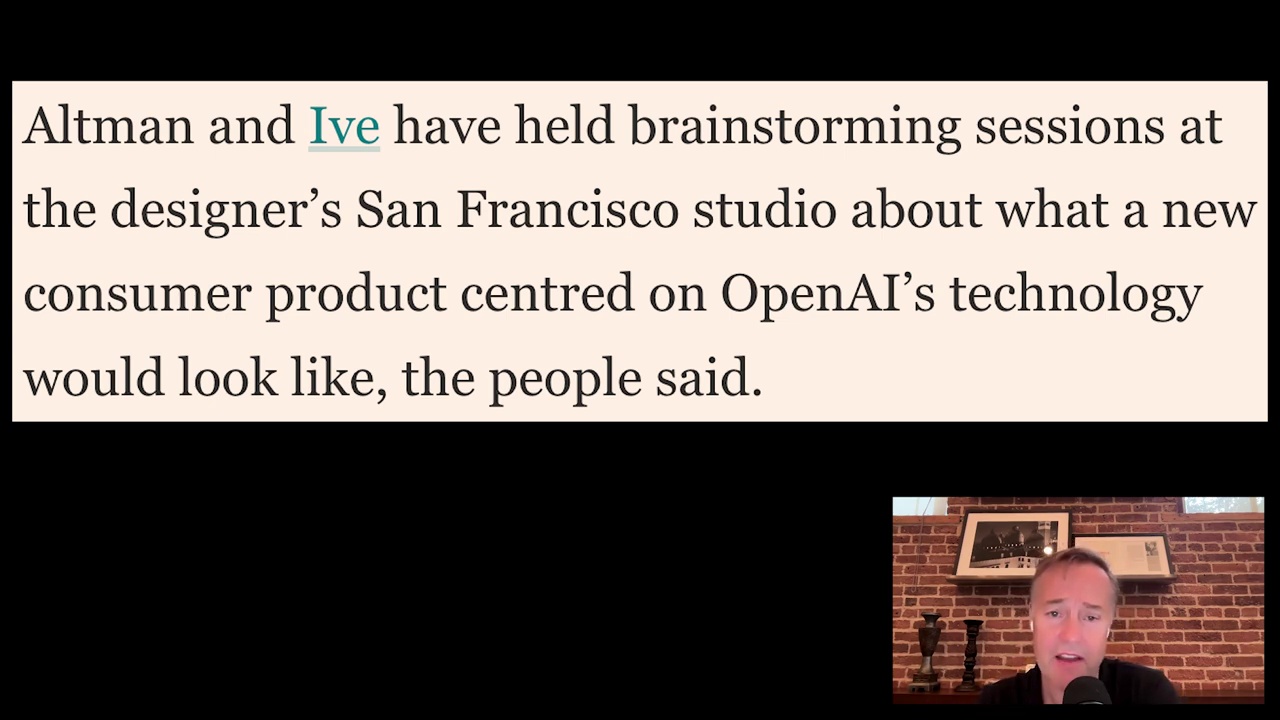 Altman and Ive have held brainstorming sessions at
the designer’s San Francisco studio about what a new
consumer product centred on OpenAI’s technology
would look like, the people said.